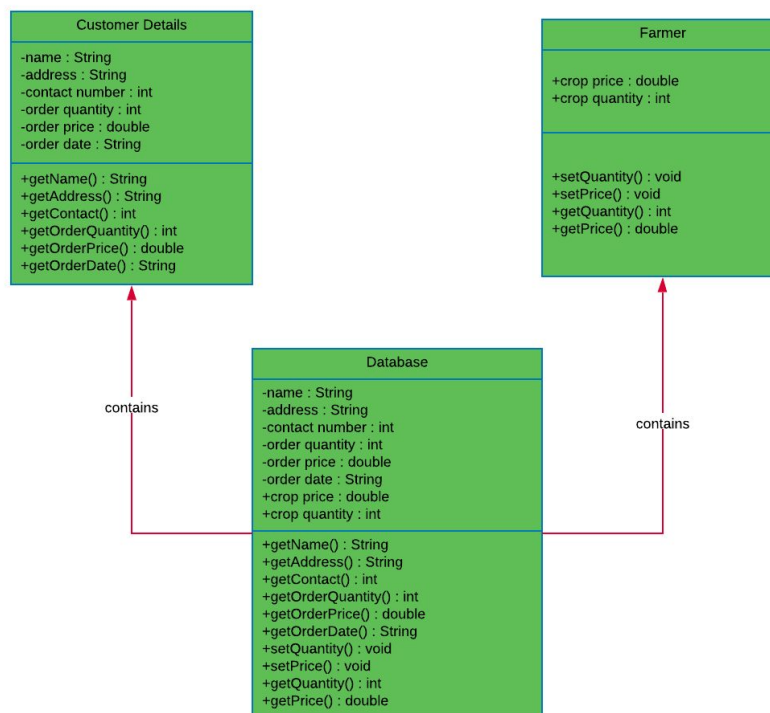 Customer Details
-name : String
-address : String
-contact number : int
-order quantity : int
-order price : double
-order date : String
+getName() : String
+getAddress() : String
+getContact() : int
+getOrderQuantity() : int
+getOrderPrice() : double
+getOrderDate() : String
Farmer
+crop price : double
+crop quantity : int
+setQuantity() : void
+setPrice() : void
+getQuantity() : int
+getPrice() : double
contains
contains
Database
-name : String
-address : String
-contact number : int
-order quantity : int
-order price : double
-order date : String
+crop price : double
+crop quantity : int
+getName() : String
+getAddress() : String
+getContact() : int
+getOrderQuantity() : int
+getOrderPrice() : double
+getOrderDate() : String
+setQuantity() : void
+setPrice() : void
+getQuantity() : int
+getPrice() : double